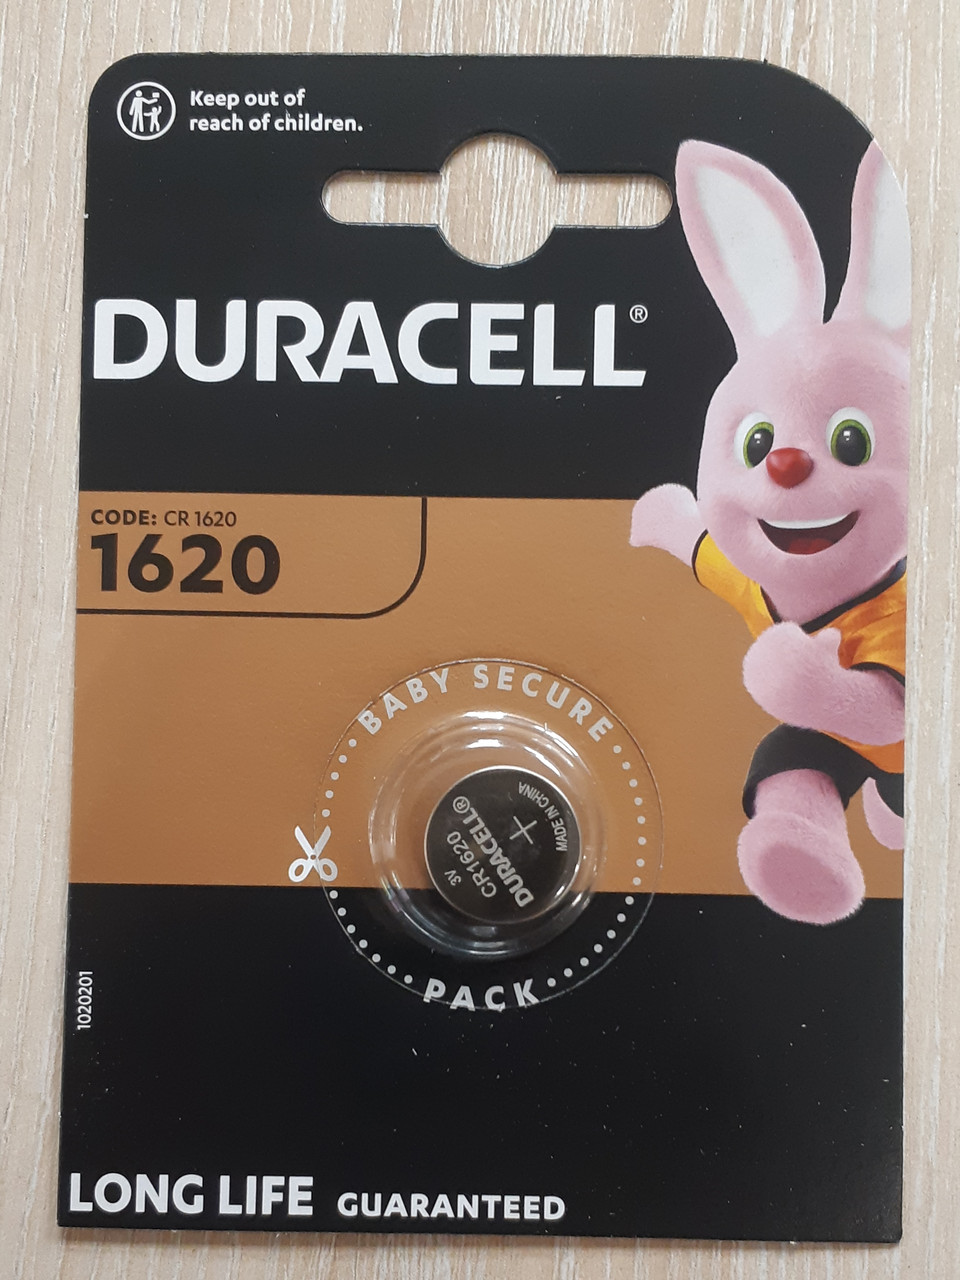 Keep out of
reach of children.
DURACELL®
CODE: CR 1620
1620
BABY SECURE
MADE IN CHINA
+
DURACELL®
CR1620
3V
PACK
1020201
LONG LIFE GUARANTEED